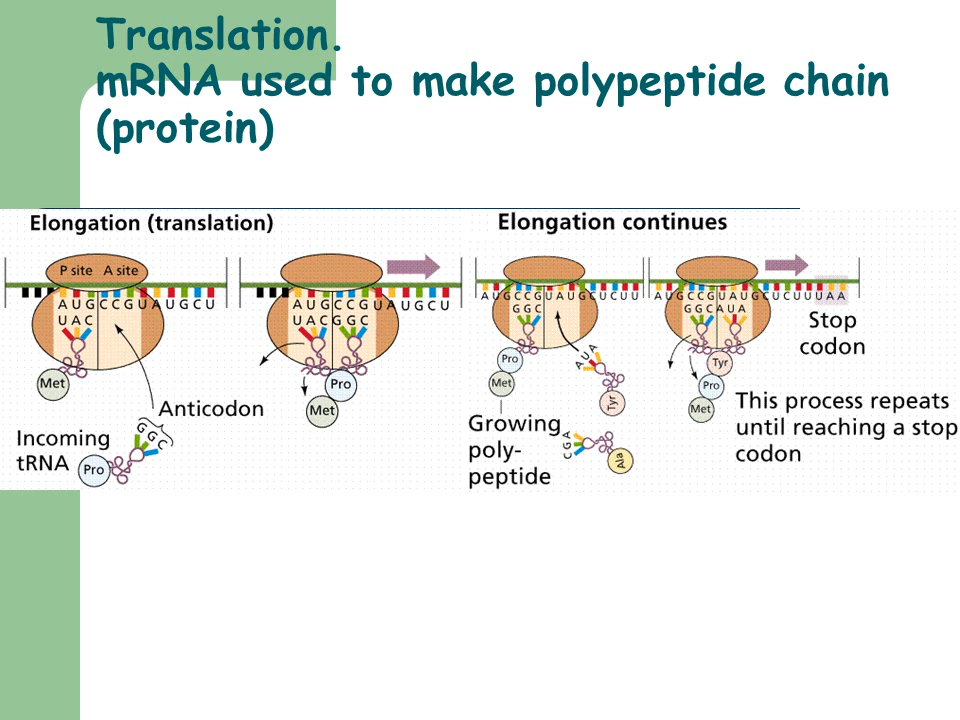 Translation.
mRNA used to make polypeptide chain
(protein)
Elongation (translation)
P site A site
AUGCCGUAUGCU
UAC
Met
Anticodon
GGC
Incoming
tRNA
Pro
AUGCCGUAUGCU
UACGGC
Pro
Met
Elongation continues
AUGCCGUAUGCUCUU
GGC
Pro
Met
AUA
Tyr
Growing
poly-
peptide
CGA
Ala
AUGCCGUAUGCUCUUUAA
GGCAUA
Stop
codon
Tyr
Pro
Met
This process repeats
until reaching a stop
codon